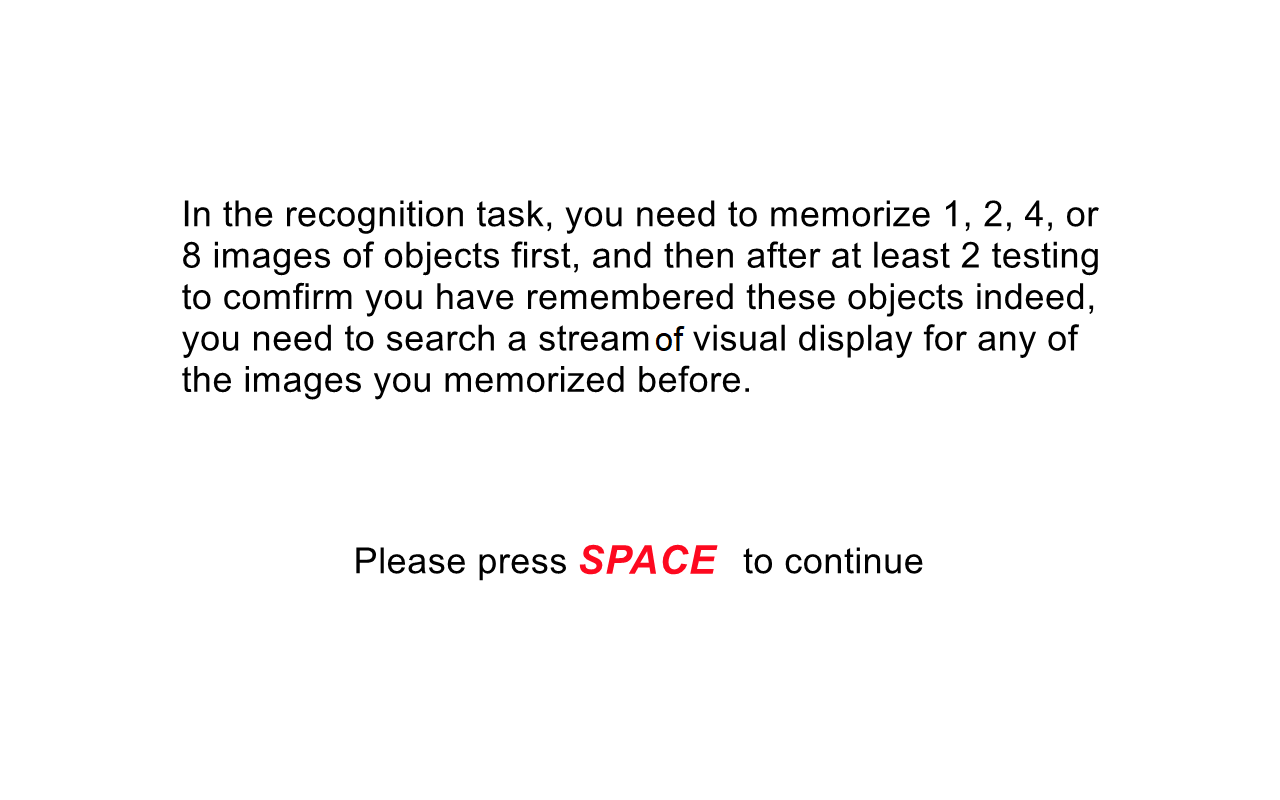 In the recognition task, you need to memorize 1, 2, 4, or
8 images of objects first, and then after at least 2 testing
to comfirm you have remembered these objects indeed,
you need to search a stream of visual display for any of
the images you memorized before.
Please press SPACE to continue